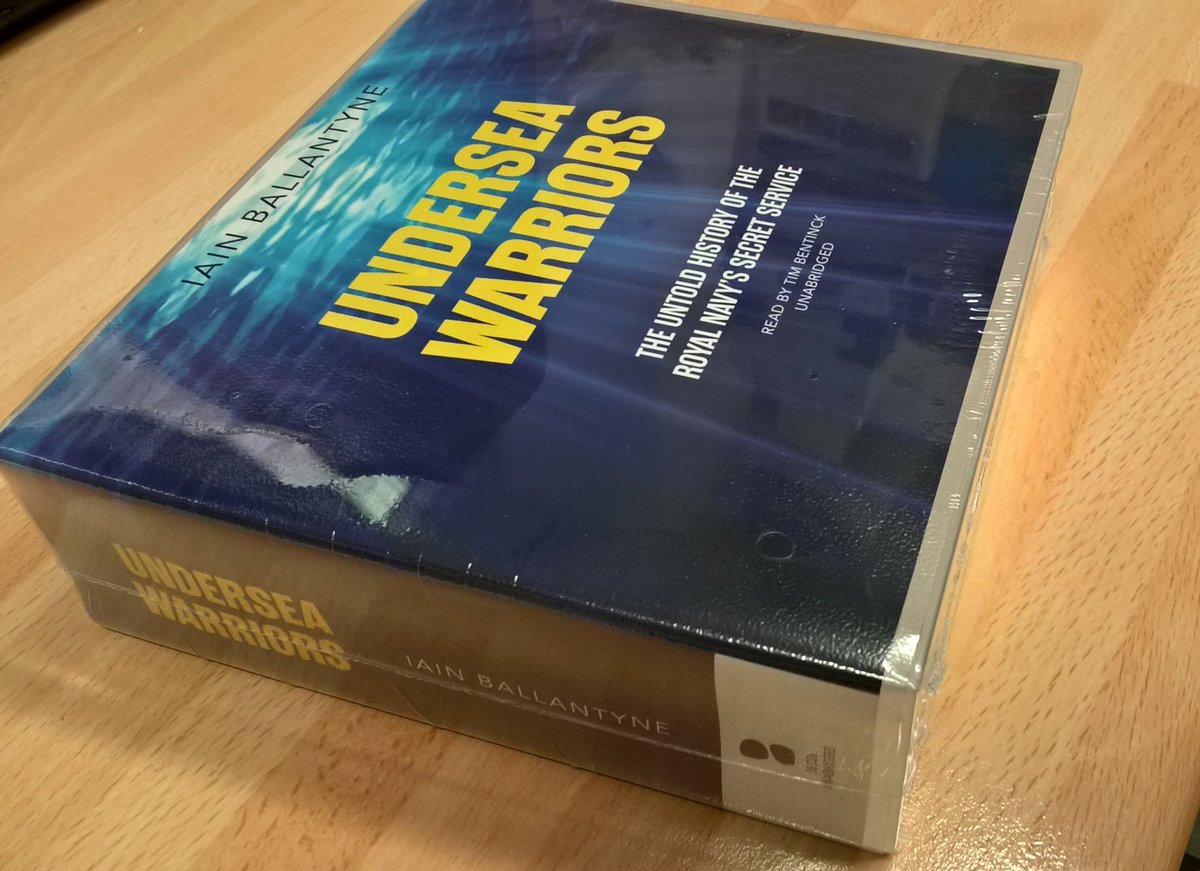 IAIN BALLANTYNE
UNDERSEA
WARRIORS
THE UNTOLD HISTORY OF THE
ROYAL NAVY'S SECRET SERVICE
READ BY TIM BENTINCK
UNABRIDGED
UNDERSEA
WARRIORS
IAIN BALLANTYNE
UNABRIDGED